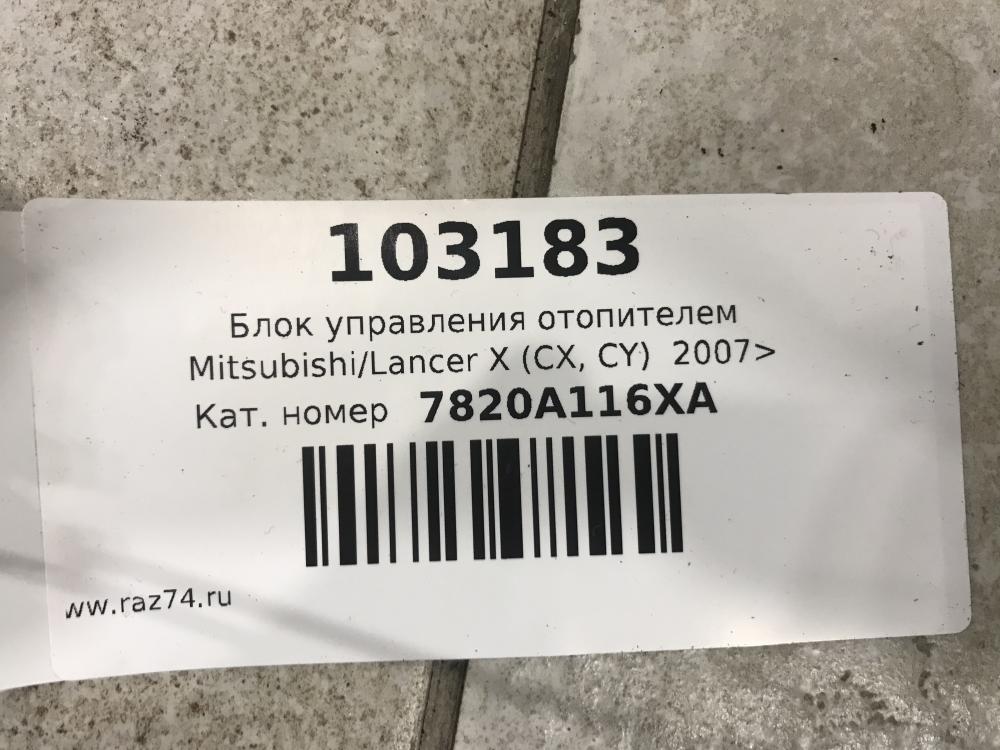 103183
Блок управления отопителем
Mitsubishi/Lancer X (CX, CY) 2007>
Кат. номер 7820A116XA
ww.raz74.ru